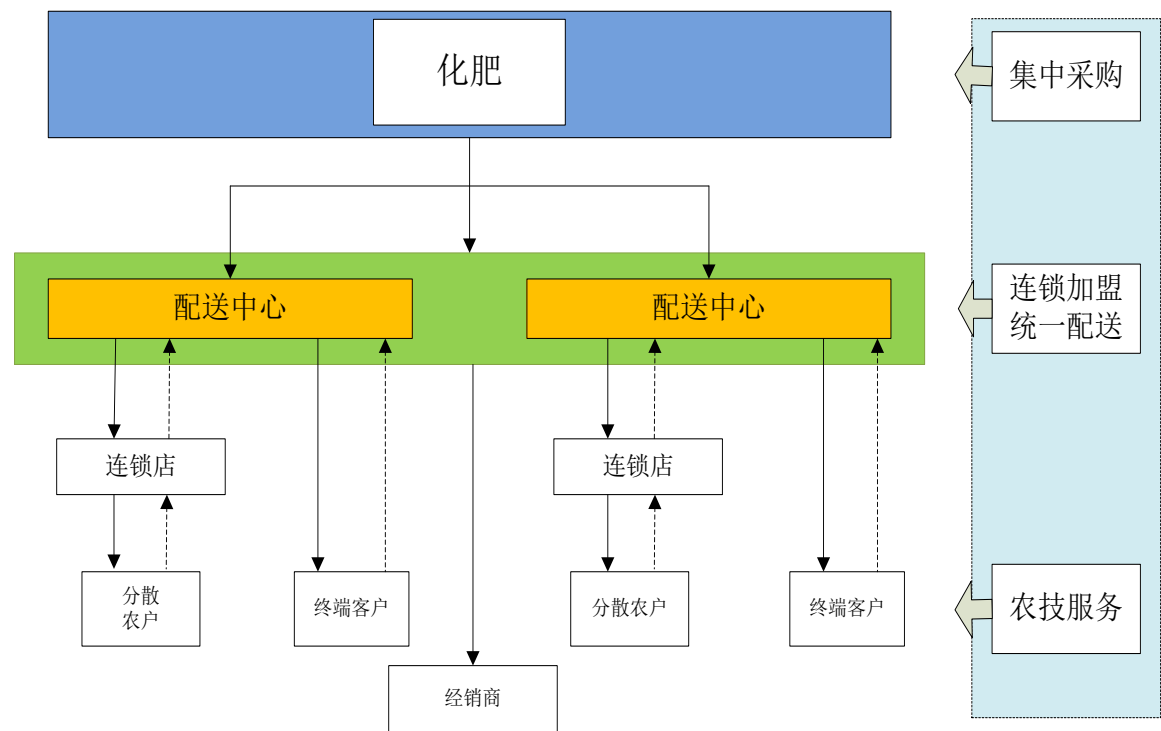 化肥
集中采购
配送中心
配送中心
连锁加盟
统一配送
连锁店
连锁店
分散
农户
终端客户
分散农户
终端客户
农技服务
经销商